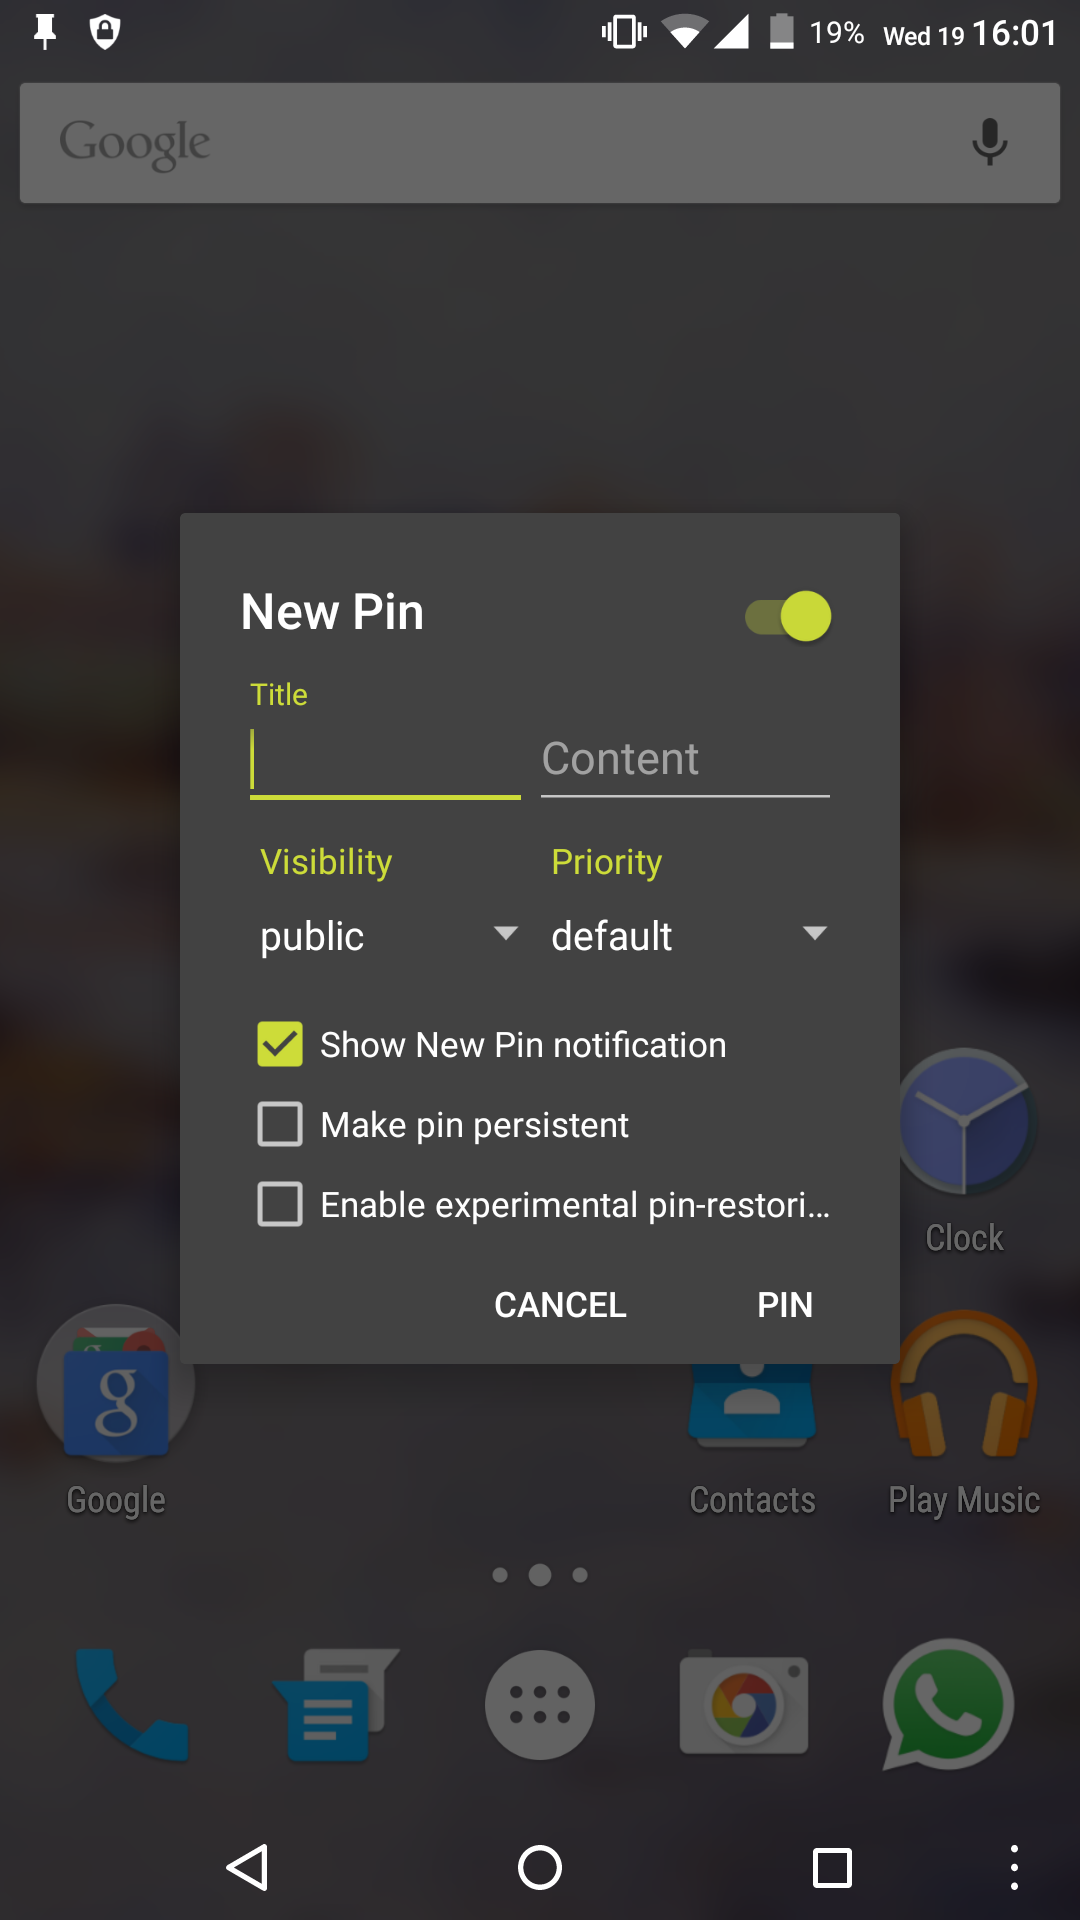 19% Wed 19 16:01
Google
New Pin
Title
Content
Visibility Priority
public default
Show New Pin notification
Make pin persistent
Enable experimental pin-restori...
CANCEL PIN
Clock
g
Google Contacts Play Music